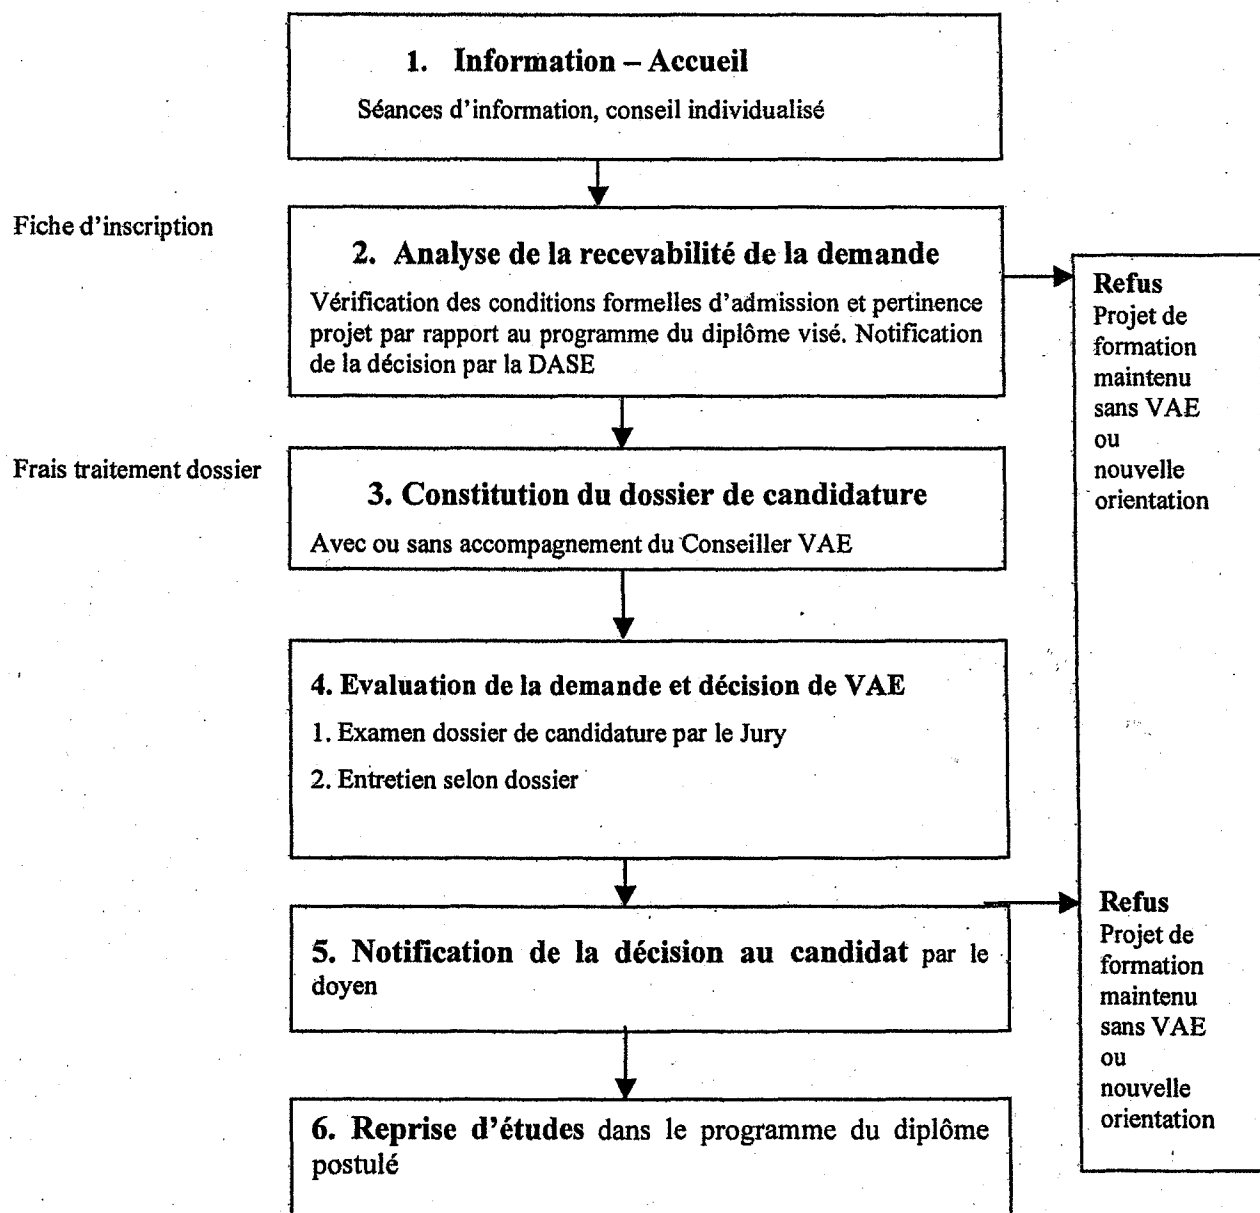 1. Information – Accueil
Séances d'information, conseil individualisé
Fiche d'inscription
2. Analyse de la recevabilité de la demande
Vérification des conditions formelles d'admission et pertinence
projet par rapport au programme du diplôme visé. Notification
de la décision par la DASE
Refus
Projet de
formation
maintenu
sans VAE
ou
nouvelle
orientation
Frais traitement dossier
3. Constitution du dossier de candidature
Avec ou sans accompagnement du Conseiller VAE
4. Evaluation de la demande et décision de VAE
1. Examen dossier de candidature par le Jury
2. Entretien selon dossier
5. Notification de la décision au candidat par le
doyen
Refus
Projet de
formation
maintenu
sans VAE
ou
nouvelle
orientation
6. Reprise d'études dans le programme du diplôme
postulé